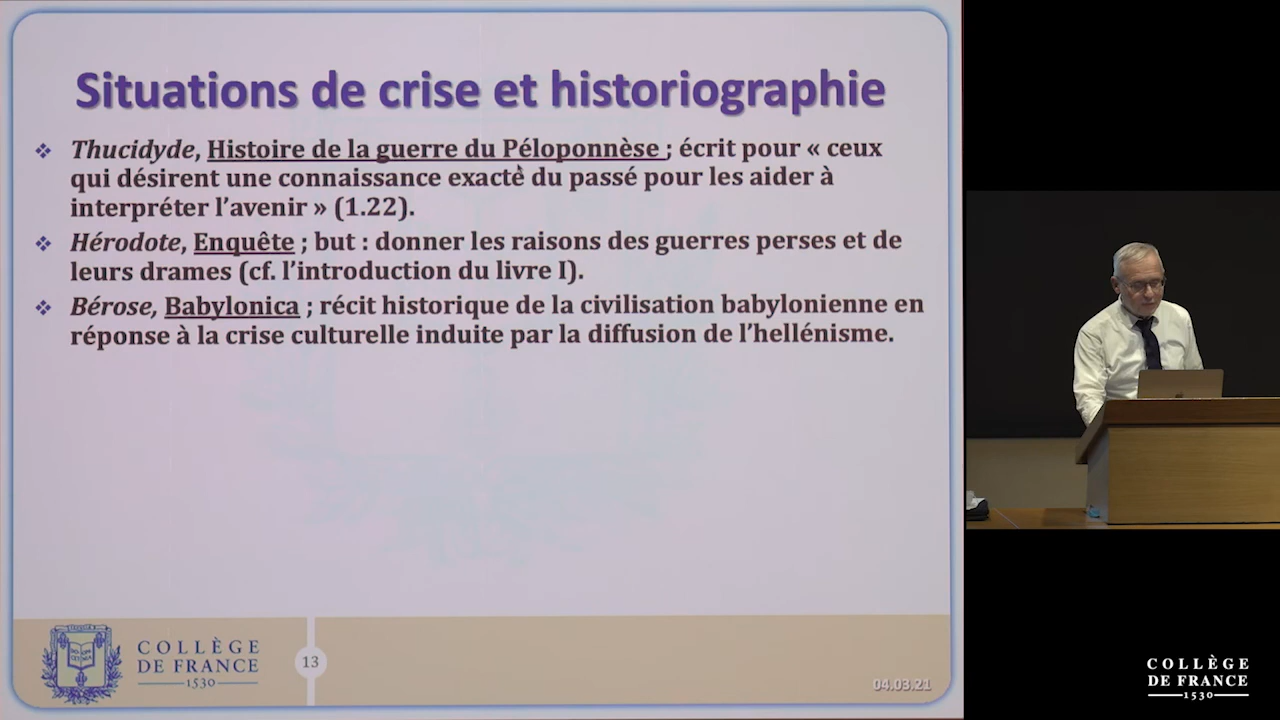 Situations de crise et historiographie
❖ Thucidyde, Histoire de la guerre du Péloponnèse ; écrit pour « ceux
qui désirent une connaissance exacte du passé pour les aider à
interpréter l’avenir » (1.22).
❖ Hérodote, Enquête ; but : donner les raisons des guerres perses et de
leurs drames (cf. l’introduction du livre I).
❖ Bérose, Babylonica ; récit historique de la civilisation babylonienne en
réponse à la crise culturelle induite par la diffusion de l’hellénisme.
COLLÈGE
DE FRANCE
1530
13
04.03.21
COLLÈGE
DE FRANCE
1530